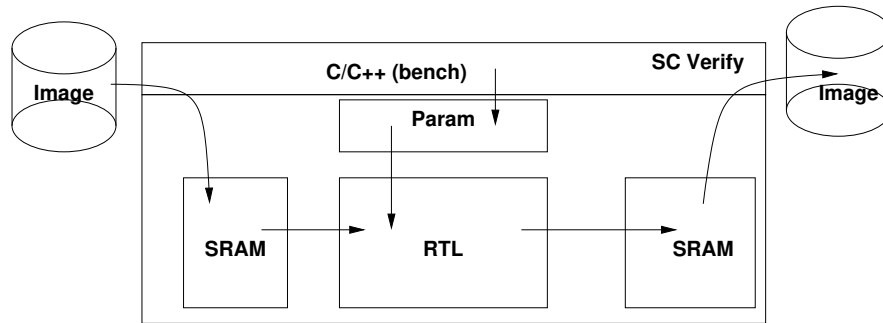 SC Verify
C/C++ (bench)
Image
Image
Param
SRAM
RTL
SRAM